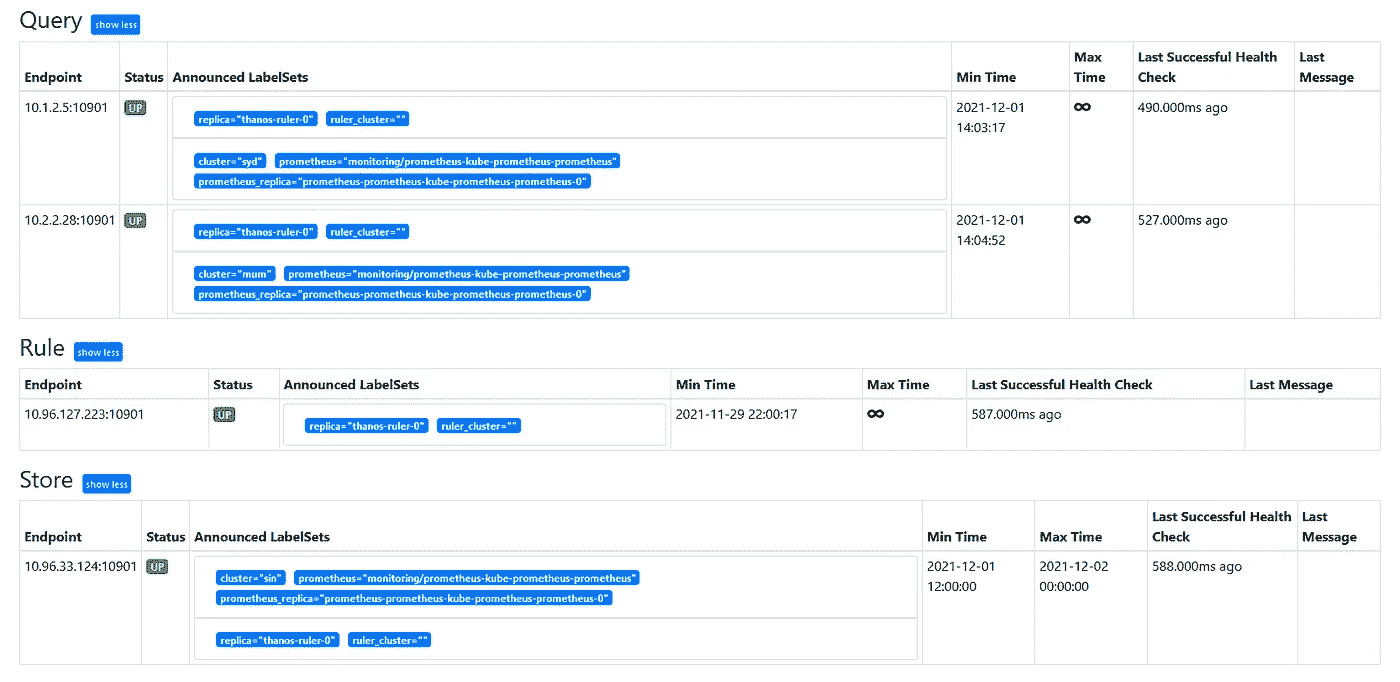 Query show less
Endpoint Status Announced LabelSets Min Time Max Time Last Successful Health Check Last Message
10.1.2.5:10901 UP replica="thanos-ruler-0" ruler_cluster="" 2021-12-01 14:03:17 ∞ 490.000ms ago
cluster="syd" prometheus="monitoring/prometheus-kube-prometheus-prometheus"
prometheus_replica="prometheus-prometheus-kube-prometheus-prometheus-0"
10.2.2.28:10901 UP replica="thanos-ruler-0" ruler_cluster="" 2021-12-01 14:04:52 ∞ 527.000ms ago
cluster="mum" prometheus="monitoring/prometheus-kube-prometheus-prometheus"
prometheus_replica="prometheus-prometheus-kube-prometheus-prometheus-0"
Rule show less
Endpoint Status Announced LabelSets Min Time Max Time Last Successful Health Check Last Message
10.96.127.223:10901 UP replica="thanos-ruler-0" ruler_cluster="" 2021-11-29 22:00:17 ∞ 587.000ms ago
Store show less
Endpoint Status Announced LabelSets Min Time Max Time Last Successful Health Check Last Message
10.96.33.124:10901 UP cluster="sin" prometheus="monitoring/prometheus-kube-prometheus-prometheus" 2021-12-01 12:00:00 2021-12-02 00:00:00 588.000ms ago
prometheus_replica="prometheus-prometheus-kube-prometheus-prometheus-0"
replica="thanos-ruler-0" ruler_cluster=""